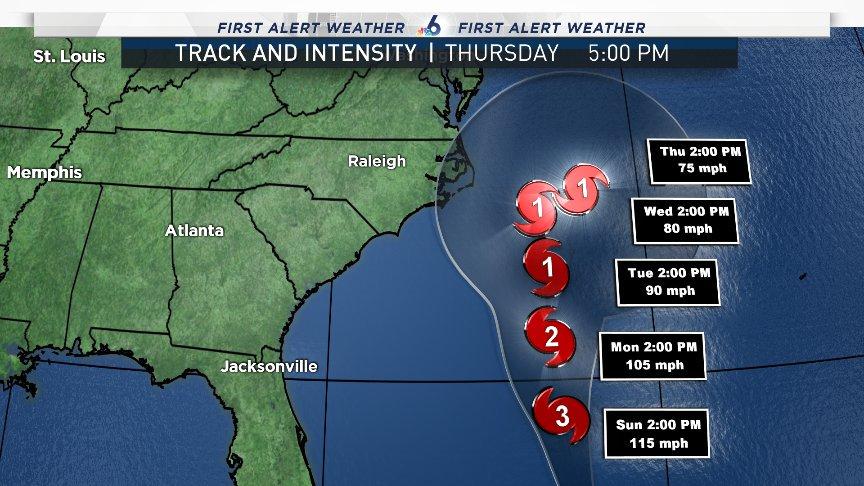 FIRST ALERT WEATHER 6 FIRST ALERT WEATHER
TRACK AND INTENSITY | THURSDAY 5:00 PM
St. Louis
Raleigh
Memphis
Atlanta
Jacksonville
Thu 2:00 PM
75 mph
1
1
Wed 2:00 PM
80 mph
1
Tue 2:00 PM
90 mph
2
Mon 2:00 PM
105 mph
3
Sun 2:00 PM
115 mph